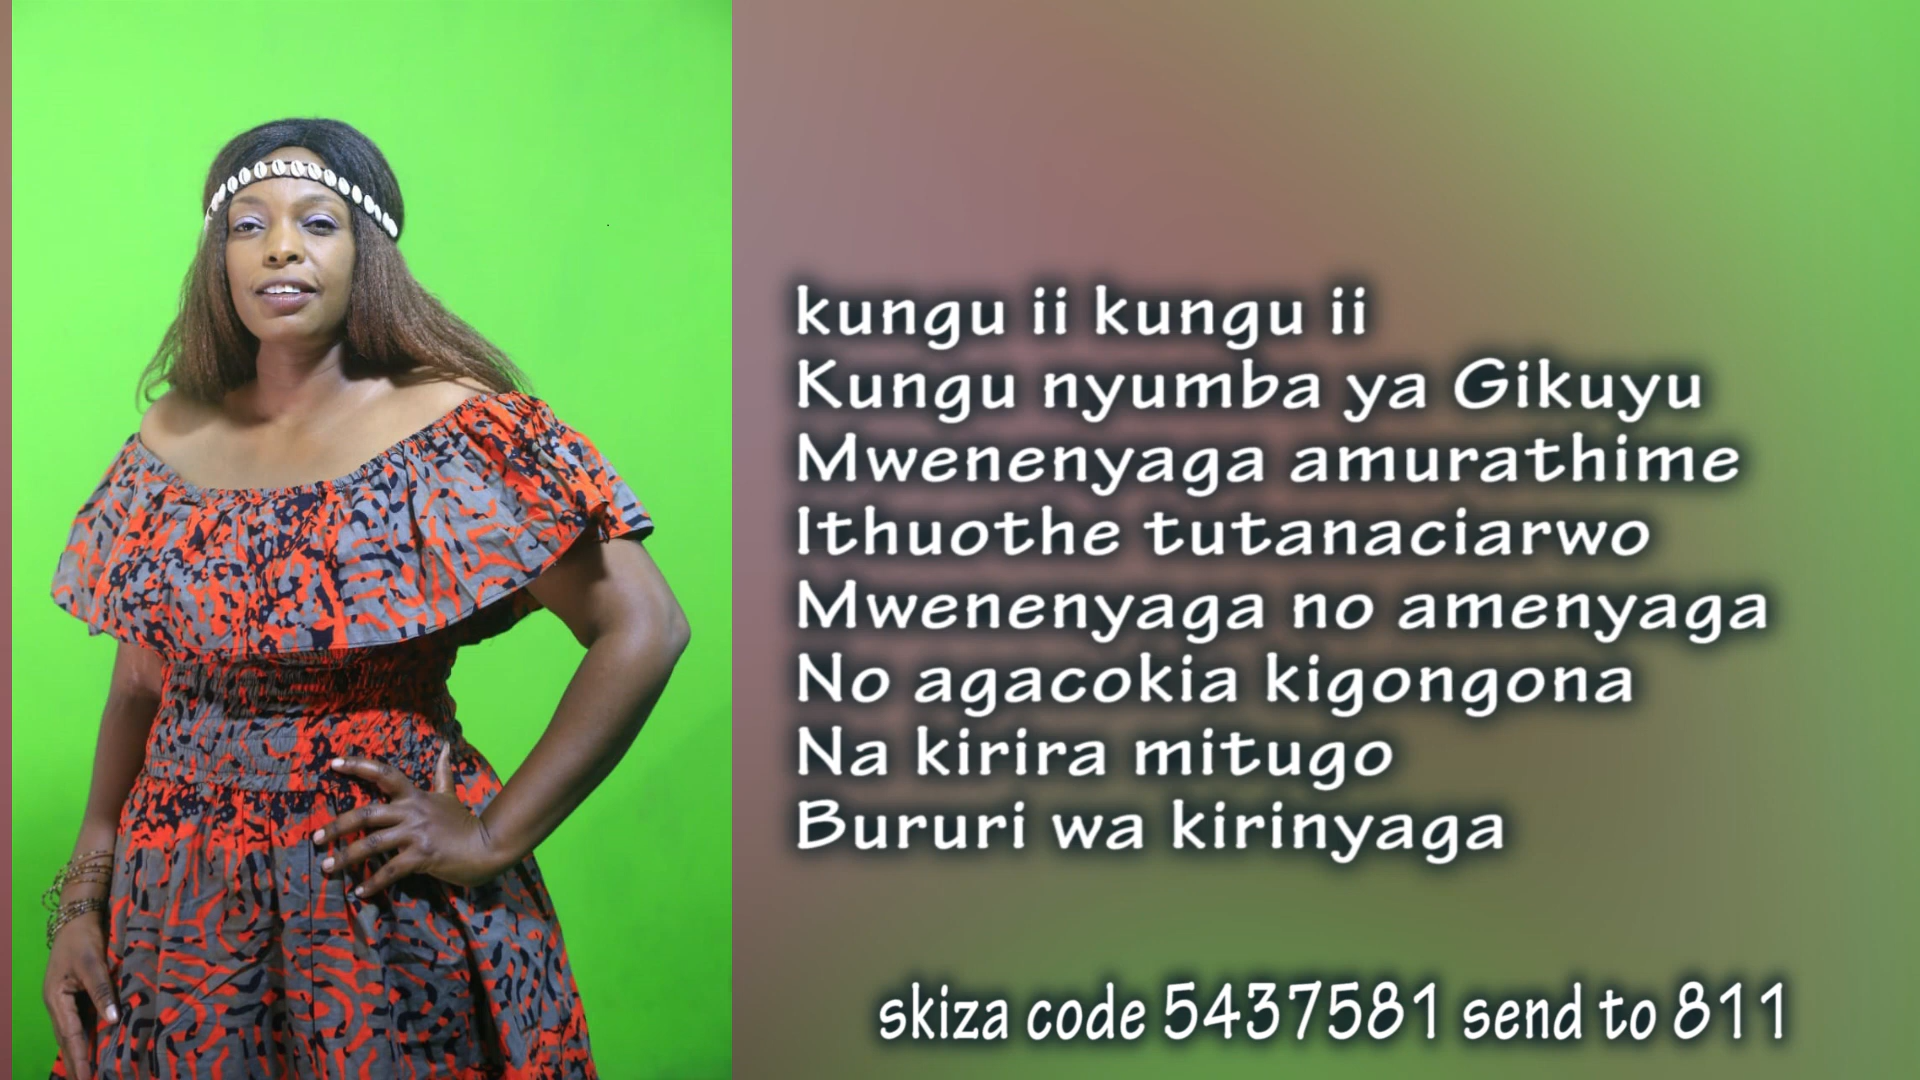 kungu ii kungu ii
Kungu nyumba ya Gikuyu
Mwenenyaga amurathime
Ithuothe tutanaciarwo
Mwenenyaga no amenyaga
No agacokia kigongona
Na kirira mitugo
Bururi wa kirinyaga
skiza code 5437581 send to 811